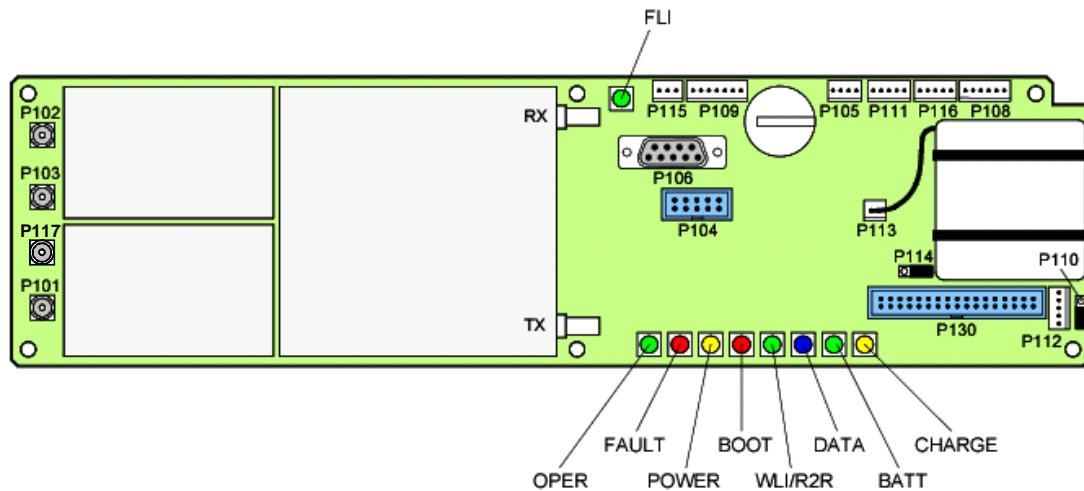 FLI
P115 P109 P105 P111 P116 P108
P102
RX
P106
P103
P104
P113
P117
P114
P110
P101
TX
P130
P112
FAULT BOOT DATA CHARGE
OPER POWER WLI/R2R BATT